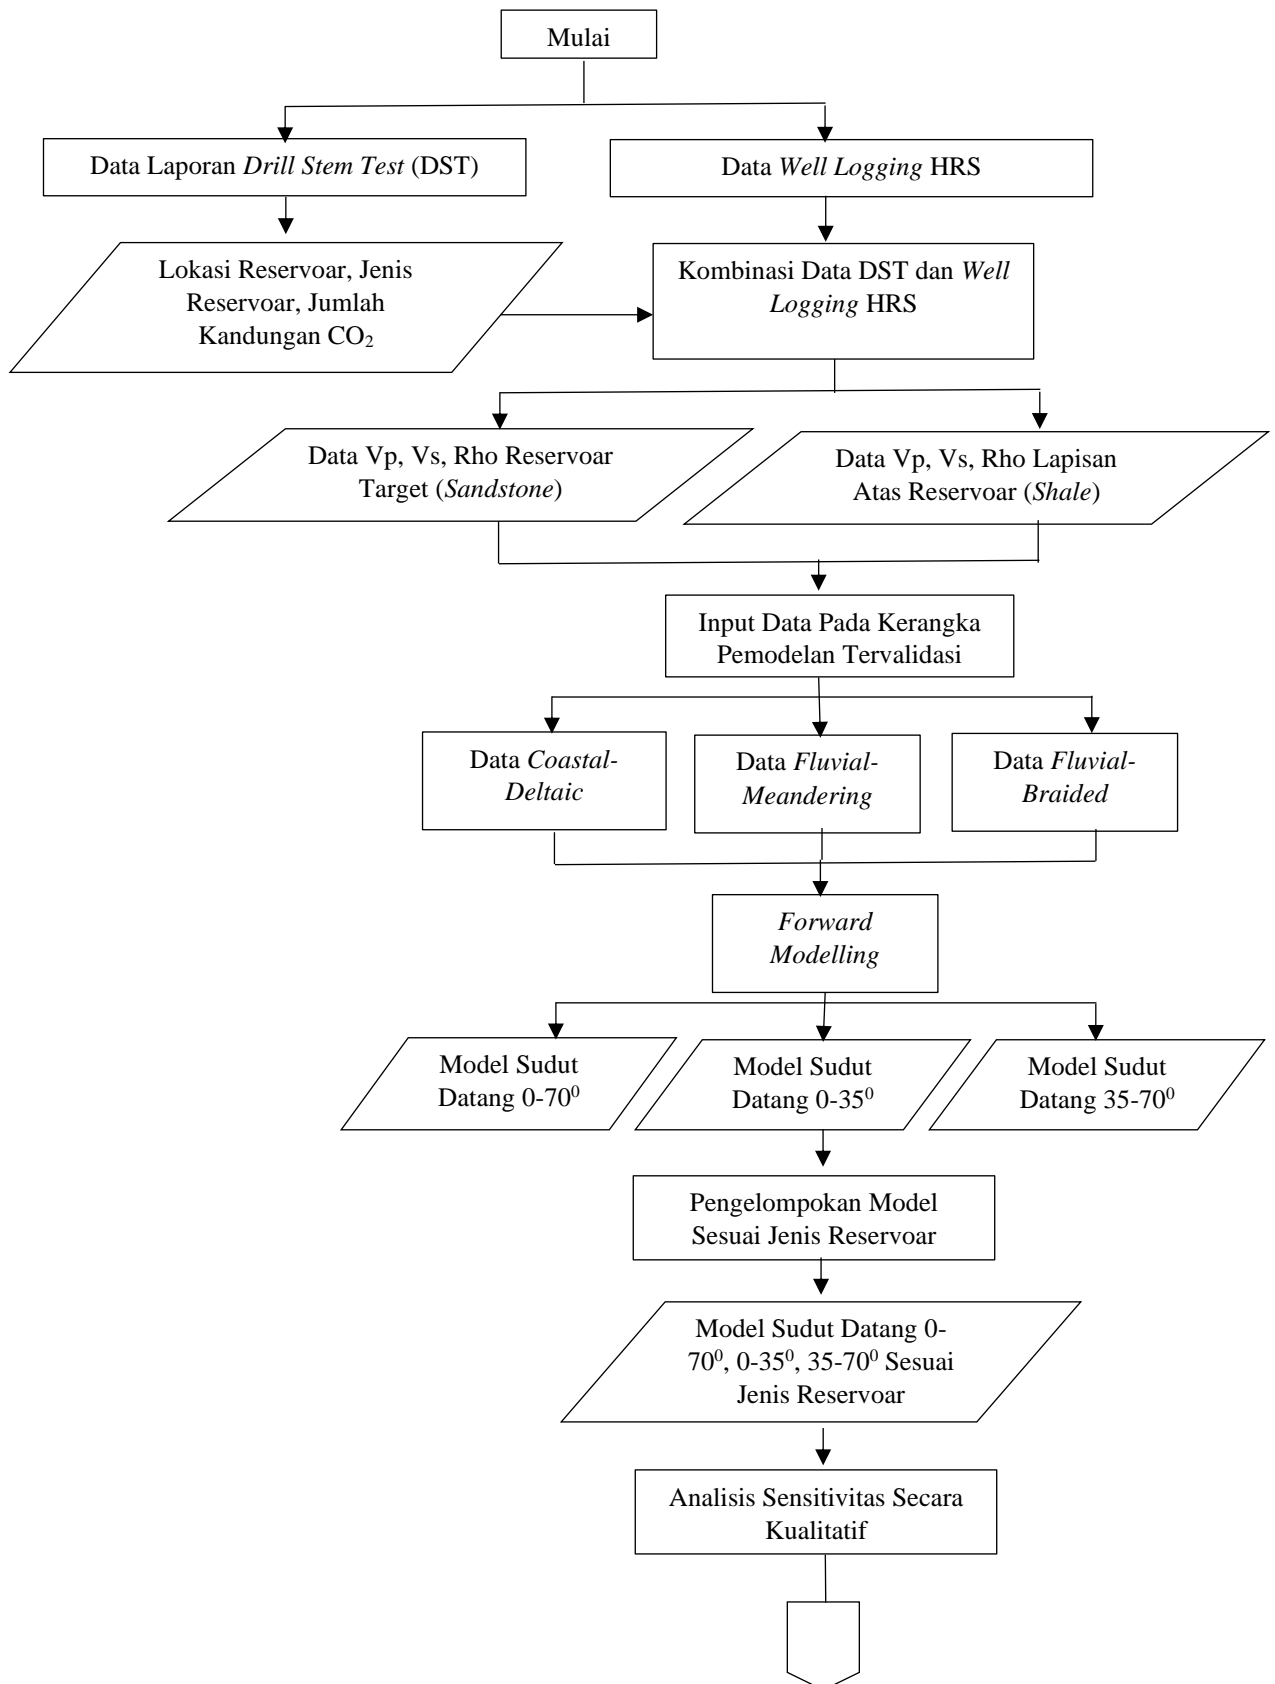 Mulai
Data Laporan Drill Stem Test (DST)
Data Well Logging HRS
Lokasi Reservoar, Jenis
Reservoar, Jumlah
Kandungan CO₂
Kombinasi Data DST dan Well
Logging HRS
Data Vp, Vs, Rho Reservoar
Target (Sandstone)
Data Vp, Vs, Rho Lapisan
Atas Reservoar (Shale)
Input Data Pada Kerangka
Pemodelan Tervalidasi
Data Coastal-
Deltaic
Data Fluvial-
Meandering
Data Fluvial-
Braided
Forward
Modelling
Model Sudut
Datang 0-70⁰
Model Sudut
Datang 0-35⁰
Model Sudut
Datang 35-70⁰
Pengelompokan Model
Sesuai Jenis Reservoar
Model Sudut Datang 0-
70⁰, 0-35⁰, 35-70⁰ Sesuai
Jenis Reservoar
Analisis Sensitivitas Secara
Kualitatif